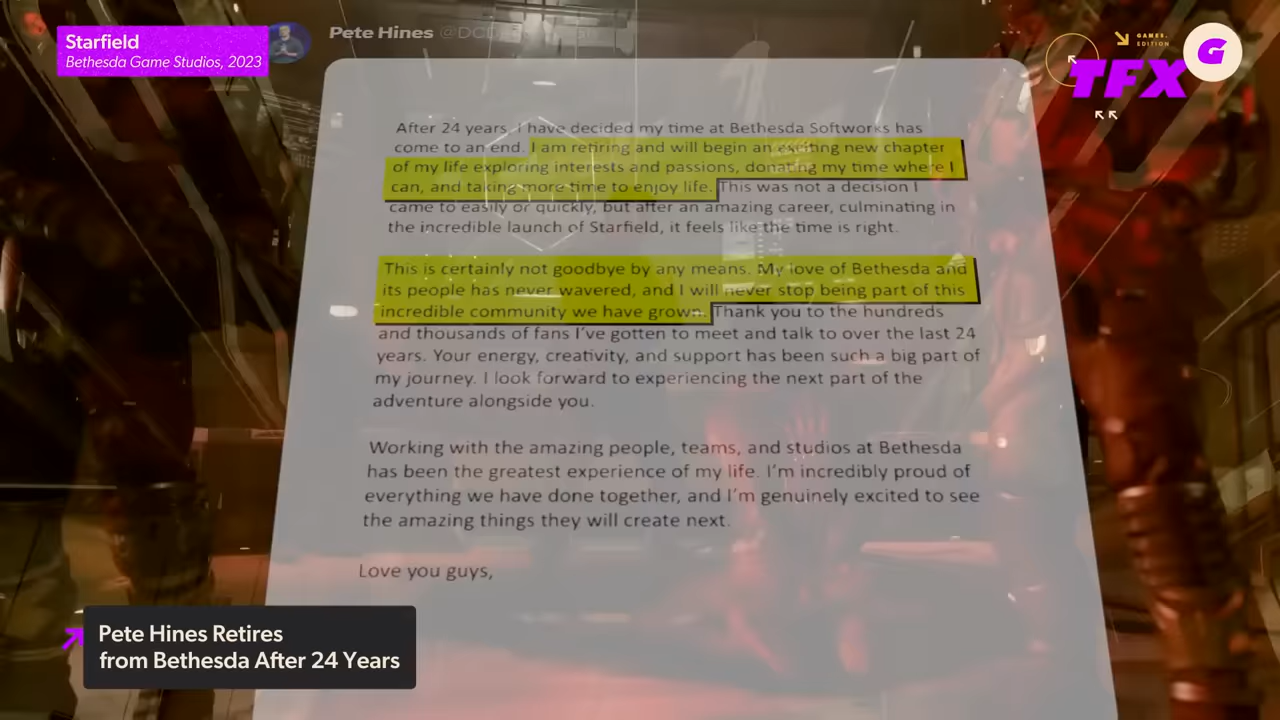 Starfield
Bethesda Game Studios, 2023
Pete Hines
GAMES.
EDITION
TFX
G
After 24 years, I have decided my time at Bethesda Softworks has
come to an end. I am retiring and will begin an exciting new chapter
of my life exploring interests and passions, donating my time where I
can, and taking more time to enjoy life. This was not a decision I
came to easily or quickly, but after an amazing career, culminating in
the incredible launch of Starfield, it feels like the time is right.
This is certainly not goodbye by any means. My love of Bethesda and
its people has never wavered, and I will never stop being part of this
incredible community we have grown. Thank you to the hundreds
and thousands of fans I've gotten to meet and talk to over the last 24
years. Your energy, creativity, and support has been such a big part of
my journey. I look forward to experiencing the next part of the
adventure alongside you.
Working with the amazing people, teams, and studios at Bethesda
has been the greatest experience of my life. I'm incredibly proud of
everything we have done together, and I'm genuinely excited to see
the amazing things they will create next.
Love you guys,
Pete Hines Retires
from Bethesda After 24 Years